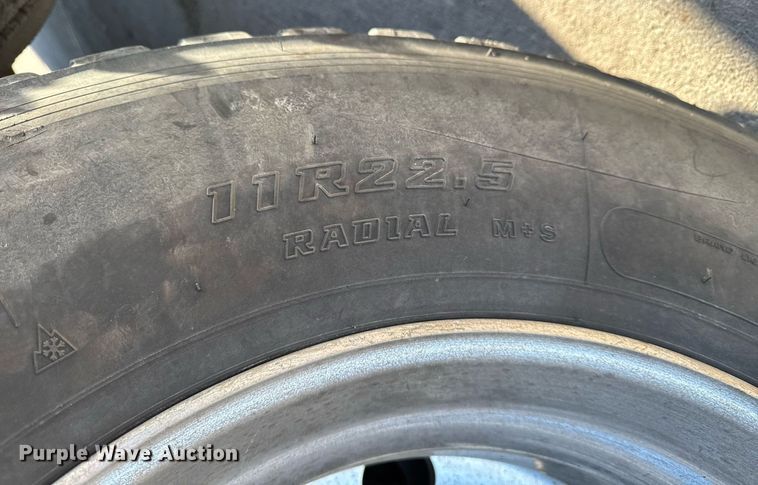 11R22.5
RADIAL M+S
Purple Wave Auction